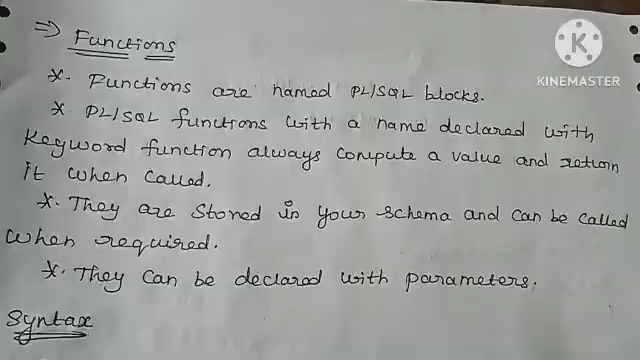 ⇒ Functions
*. Functions are named PL/SQL blocks.
* PL/SQL functions with a name declared with
Keyword function always compute a value and return
it when called.
*. They are stored in your schema and can be called
when required.
*. They can be declared with parameters.
Syntax
K
KINEMASTER